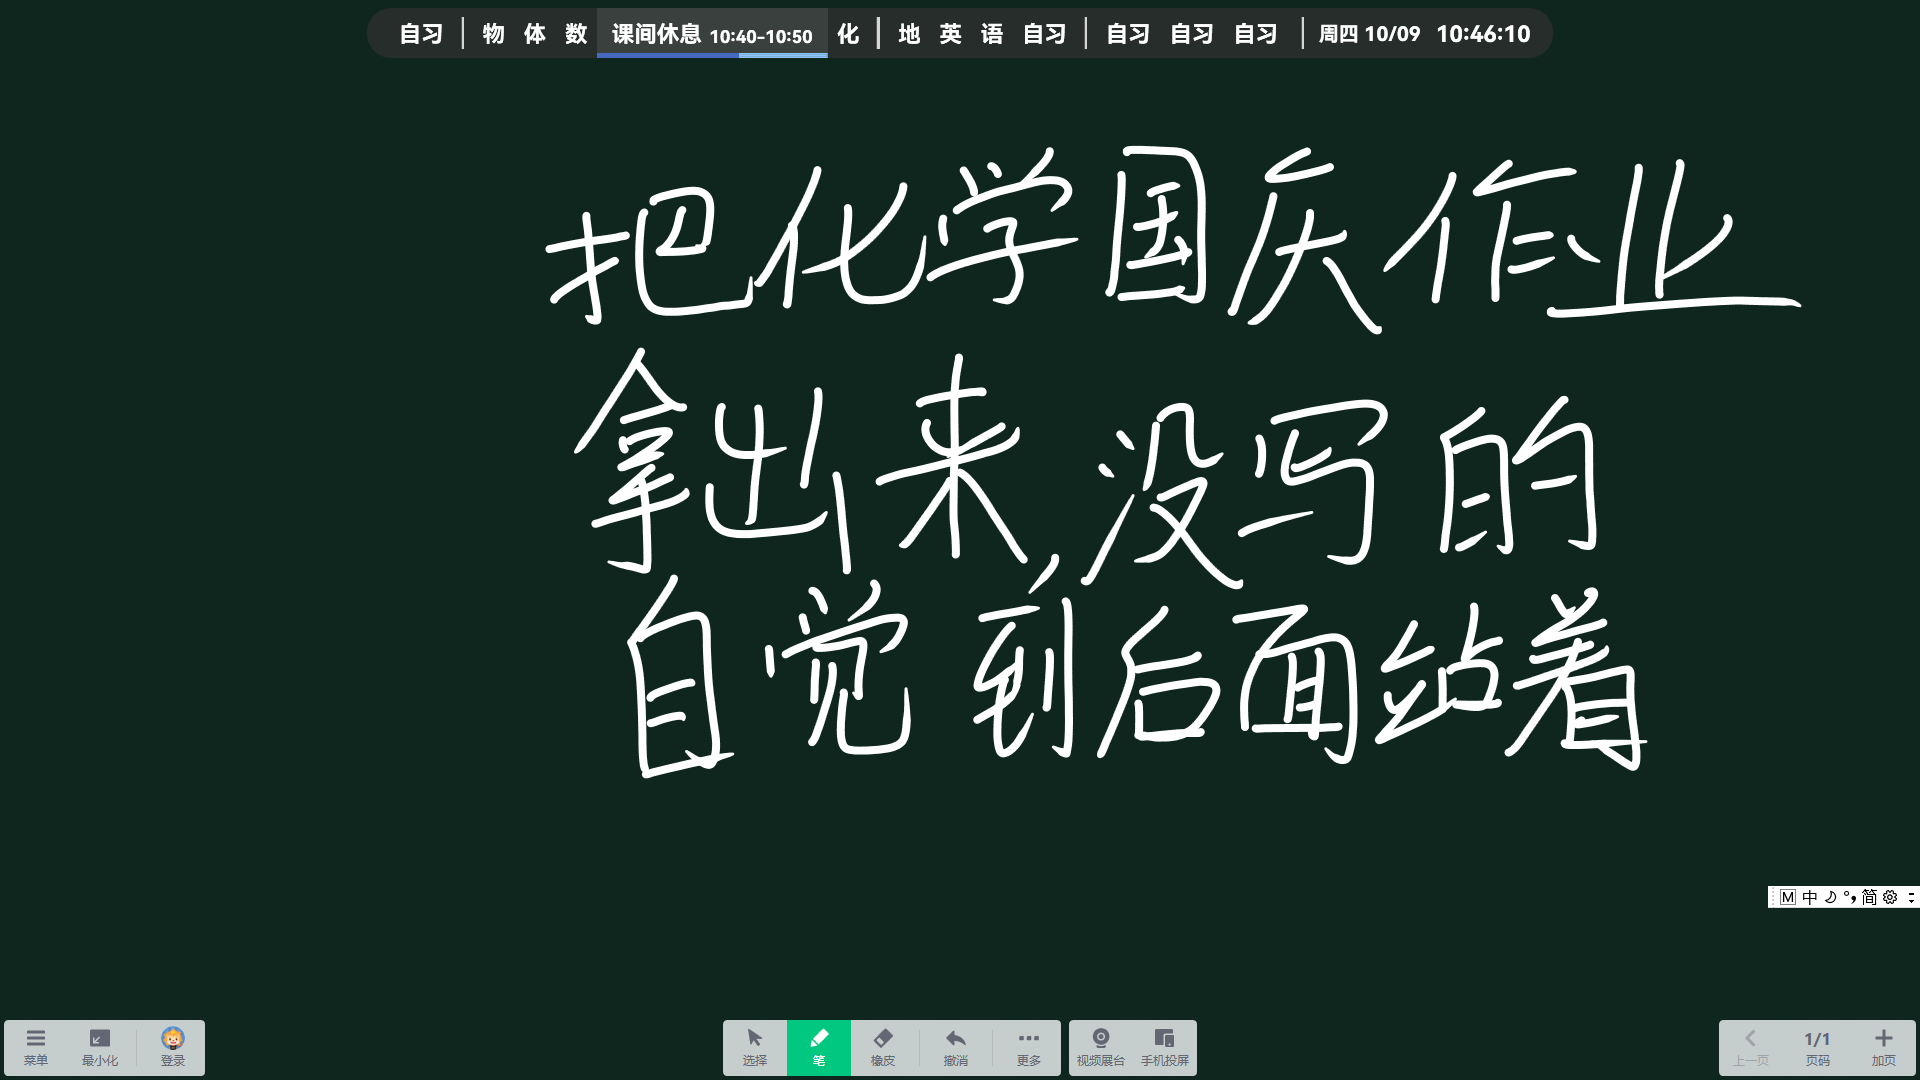 自习 | 物 体 数 课间休息 10:40-10:50 化 | 地 英 语 自习 | 自习 自习 自习 | 周四 10/09 10:46:10
把化学国庆作业
拿出来,没写的
自觉到后面站着
M 中 简
菜单 最小化 登录 选择 笔 橡皮 撤消 更多 视频展台 手机投屏 上一页 1/1 页码 加页